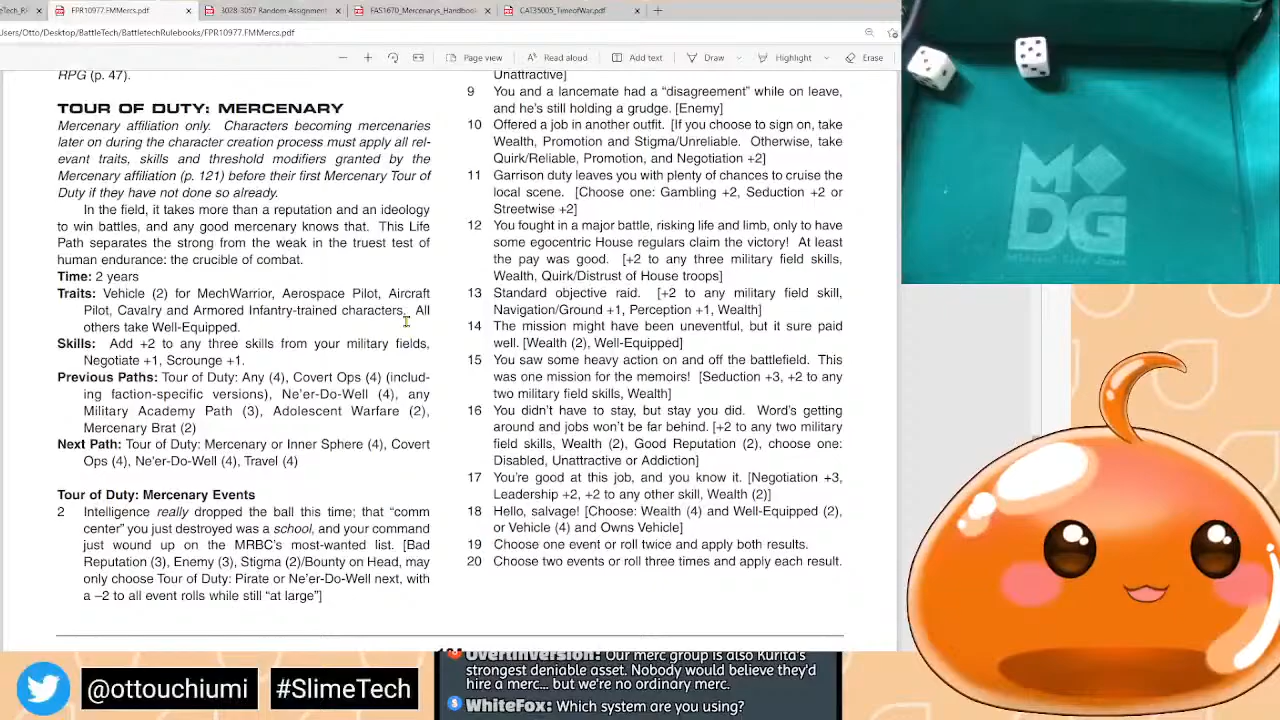 eTech_R
FPR10977.FMMercs.pdf
3028-3057 Random Assignment
FAS1670_Mercenarys_Handbook
CAT35005_TimeofWar.pdf
Users/Otto/Desktop/BattleTech/BattletechRulebooks/FPR10977.FMMercs.pdf
Page view
Read aloud
Add text
Draw
Highlight
Erase
RPG (p. 47).
TOUR OF DUTY: MERCENARY
Mercenary affiliation only. Characters becoming mercenaries
later on during the character creation process must apply all rel-
evant traits, skills and threshold modifiers granted by the
Mercenary affiliation (p. 121) before their first Mercenary Tour of
Duty if they have not done so already.
In the field, it takes more than a reputation and an ideology
to win battles, and any good mercenary knows that. This Life
Path separates the strong from the weak in the truest test of
human endurance: the crucible of combat.
Time: 2 years
Traits: Vehicle (2) for MechWarrior, Aerospace Pilot, Aircraft
Pilot, Cavalry and Armored Infantry-trained characters. All
others take Well-Equipped.
Skills: Add +2 to any three skills from your military fields,
Negotiate +1, Scrounge +1.
Previous Paths: Tour of Duty: Any (4), Covert Ops (4) (includ-
ing faction-specific versions), Ne'er-Do-Well (4), any
Military Academy Path (3), Adolescent Warfare (2),
Mercenary Brat (2)
Next Path: Tour of Duty: Mercenary or Inner Sphere (4), Covert
Ops (4), Ne'er-Do-Well (4), Travel (4)
Tour of Duty: Mercenary Events
2 Intelligence really dropped the ball this time; that “comm
center” you just destroyed was a school, and your command
just wound up on the MRBC's most-wanted list. [Bad
Reputation (3), Enemy (3), Stigma (2)/Bounty on Head, may
only choose Tour of Duty: Pirate or Ne'er-Do-Well next, with
a –2 to all event rolls while still “at large”]
Unattractive]
9 You and a lancemate had a “disagreement” while on leave,
and he's still holding a grudge. [Enemy]
10 Offered a job in another outfit. [If you choose to sign on, take
Wealth, Promotion and Stigma/Unreliable. Otherwise, take
Quirk/Reliable, Promotion, and Negotiation +2]
11 Garrison duty leaves you with plenty of chances to cruise the
local scene. [Choose one: Gambling +2, Seduction +2 or
Streetwise +2]
12 You fought in a major battle, risking life and limb, only to have
some egocentric House regulars claim the victory! At least
the pay was good. [+2 to any three military field skills,
Wealth, Quirk/Distrust of House troops]
13 Standard objective raid. [+2 to any military field skill,
Navigation/Ground +1, Perception +1, Wealth]
14 The mission might have been uneventful, but it sure paid
well. [Wealth (2), Well-Equipped]
15 You saw some heavy action on and off the battlefield. This
was one mission for the memoirs! [Seduction +3, +2 to any
two military field skills, Wealth]
16 You didn't have to stay, but stay you did. Word's getting
around and jobs won't be far behind. [+2 to any two military
field skills, Wealth (2), Good Reputation (2), choose one:
Disabled, Unattractive or Addiction]
17 You're good at this job, and you know it. [Negotiation +3,
Leadership +2, +2 to any other skill, Wealth (2)]
18 Hello, salvage! [Choose: Wealth (4) and Well-Equipped (2),
or Vehicle (4) and Owns Vehicle]
19 Choose one event or roll twice and apply both results.
20 Choose two events or roll three times and apply each result.
M
DG
@ottouchiumi
#SlimeTech
OvertInversion: Our merc group is also Kurita's
strongest deniable asset. Nobody would believe they'd
hire a merc... but we're no ordinary merc.
WhiteFox: Which system are you using?